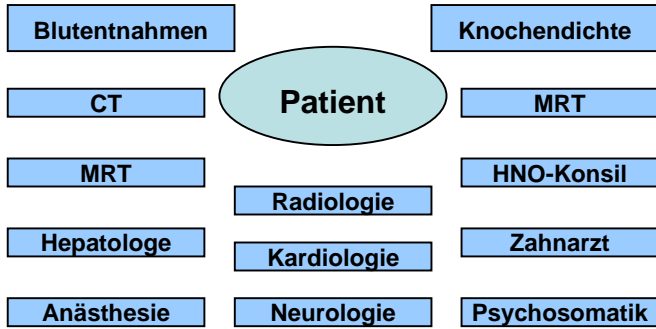 Blutentnahmen
Knochendichte
CT
Patient
MRT
MRT
HNO-Konsil
Radiologie
Hepatologe
Zahnarzt
Kardiologie
Anästhesie
Neurologie
Psychosomatik